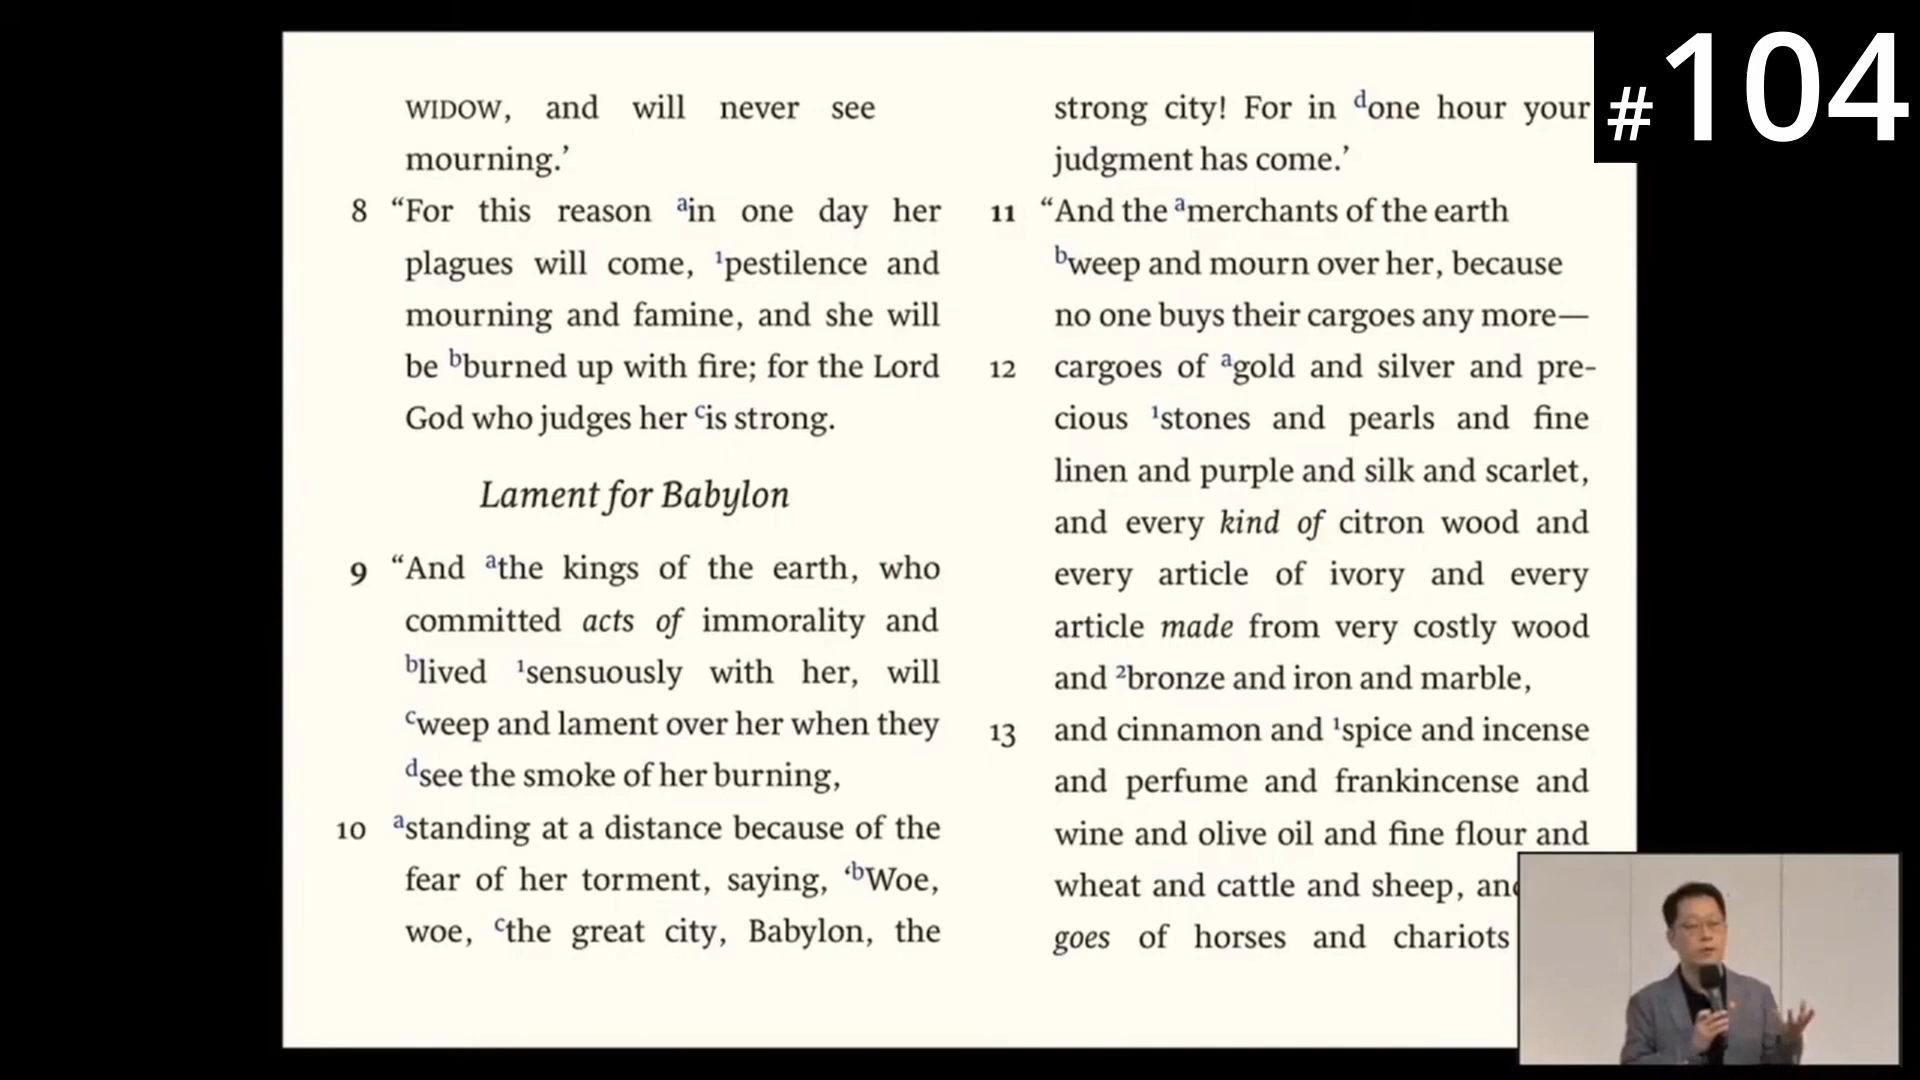 #104
WIDOW, and will never see
mourning.’
8 “For this reason ᵃin one day her
plagues will come, ¹pestilence and
mourning and famine, and she will
be ᵇburned up with fire; for the Lord
God who judges her ᶜis strong.
Lament for Babylon
9 “And ᵃthe kings of the earth, who
committed acts of immorality and
ᵇlived ¹sensuously with her, will
ᶜweep and lament over her when they
ᵈsee the smoke of her burning,
10 ᵃstanding at a distance because of the
fear of her torment, saying, ‘ᵇWoe,
woe, ᶜthe great city, Babylon, the
strong city! For in ᵈone hour your
judgment has come.’
11 “And the ᵃmerchants of the earth
ᵇweep and mourn over her, because
no one buys their cargoes any more—
12 cargoes of ᵃgold and silver and pre-
cious ¹stones and pearls and fine
linen and purple and silk and scarlet,
and every kind of citron wood and
every article of ivory and every
article made from very costly wood
and ²bronze and iron and marble,
13 and cinnamon and ¹spice and incense
and perfume and frankincense and
wine and olive oil and fine flour and
wheat and cattle and sheep,
goes of horses and chariots